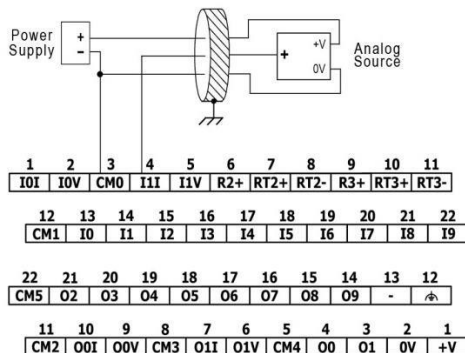 Power Supply
+
-
+
+V
0V
Analog Source
1 2 3 4 5 6 7 8 9 10 11
I0I I0V CM0 I1I I1V R2+ RT2+ RT2- R3+ RT3+ RT3-
12 13 14 15 16 17 18 19 20 21 22
CM1 I0 I1 I2 I3 I4 I5 I6 I7 I8 I9
22 21 20 19 18 17 16 15 14 13 12
CM5 O2 O3 O4 O5 O6 O7 O8 O9 -
11 10 9 8 7 6 5 4 3 2 1
CM2 O0I O0V CM3 O1I O1V CM4 O0 O1 0V +V